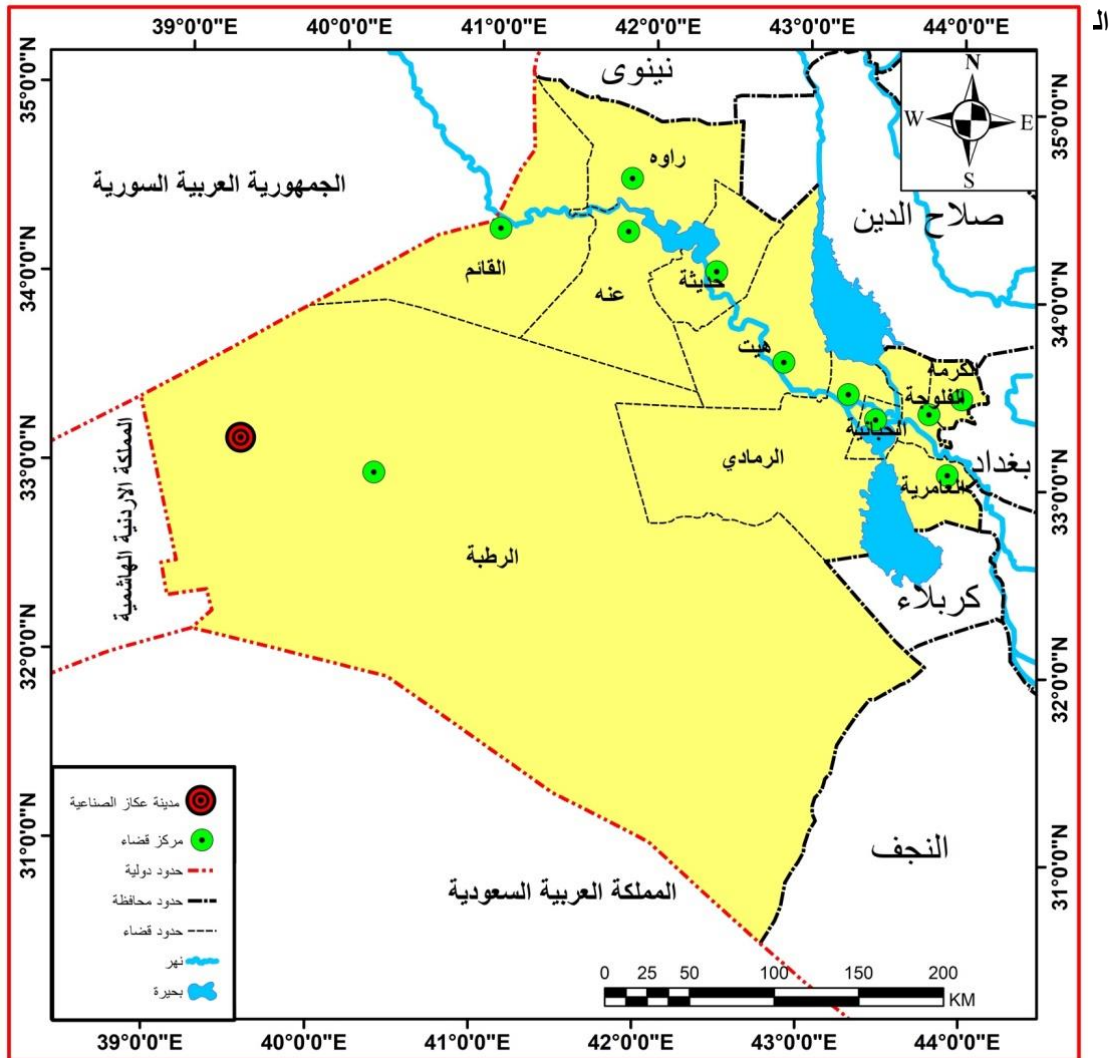 الـ
39°0'0"E 40°0'0"E 41°0'0"E 42°0'0"E 43°0'0"E 44°0'0"E
35°0'0"N
34°0'0"N
33°0'0"N
32°0'0"N
31°0'0"N
35°0'0"N
34°0'0"N
33°0'0"N
32°0'0"N
31°0'0"N
N
W E
S
نينوى
صلاح الدين
الجمهورية العربية السورية
راوه
القائم
عنه
حديثة
هيت
الكرمة
الفلوجة
الحبانية
الرمادي
العامرية
بغداد
الرطبة
كربلاء
المملكة الاردنية الهاشمية
النجف
المملكة العربية السعودية
مدينة عكاز الصناعية
مركز قضاء
حدود دولية
حدود محافظة
حدود قضاء
نهر
بحيرة
0 25 50 100 150 200
KM
39°0'0"E 40°0'0"E 41°0'0"E 42°0'0"E 43°0'0"E 44°0'0"E